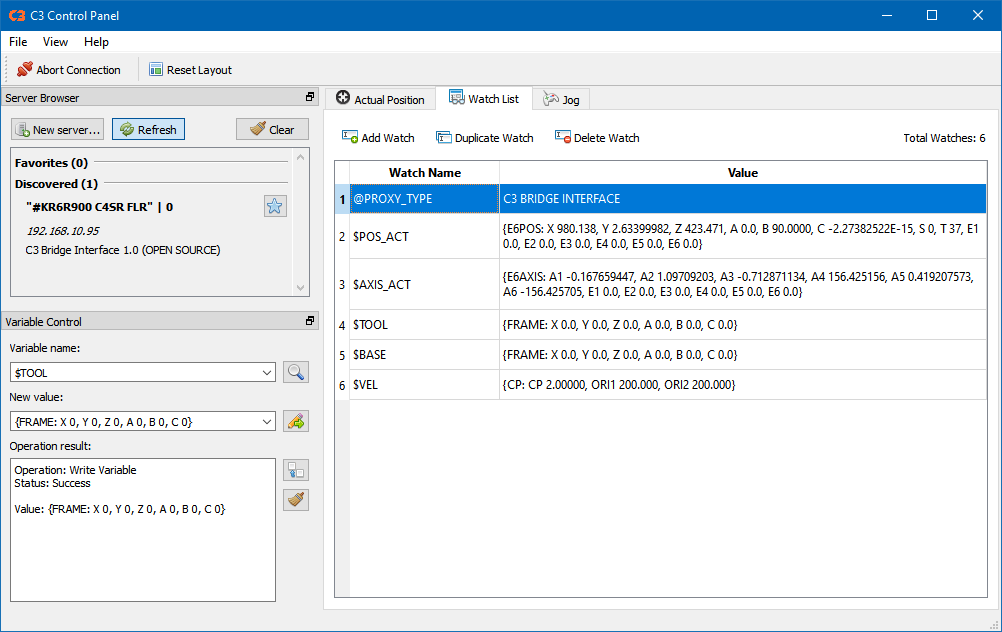 C3 Control Panel
File View Help
Abort Connection Reset Layout
Server Browser
New server... Refresh Clear
Favorites (0)
Discovered (1)
"#KR6R900 C4SR FLR" | 0
192.168.10.95
C3 Bridge Interface 1.0 (OPEN SOURCE)
Variable Control
Variable name:
$TOOL
New value:
{FRAME: X 0, Y 0, Z 0, A 0, B 0, C 0}
Operation result:
Operation: Write Variable
Status: Success
Value: {FRAME: X 0, Y 0, Z 0, A 0, B 0, C 0}
Actual Position Watch List Jog
Add Watch Duplicate Watch Delete Watch Total Watches: 6
Watch Name Value
1 @PROXY_TYPE C3 BRIDGE INTERFACE
2 $POS_ACT {E6POS: X 980.138, Y 2.63399982, Z 423.471, A 0.0, B 90.0000, C -2.27382522E-15, S 0, T 37, E1
0.0, E2 0.0, E3 0.0, E4 0.0, E5 0.0, E6 0.0}
3 $AXIS_ACT {E6AXIS: A1 -0.167659447, A2 1.09709203, A3 -0.712871134, A4 156.425156, A5 0.419207573,
A6 -156.425705, E1 0.0, E2 0.0, E3 0.0, E4 0.0, E5 0.0, E6 0.0}
4 $TOOL {FRAME: X 0.0, Y 0.0, Z 0.0, A 0.0, B 0.0, C 0.0}
5 $BASE {FRAME: X 0.0, Y 0.0, Z 0.0, A 0.0, B 0.0, C 0.0}
6 $VEL {CP: CP 2.00000, ORI1 200.000, ORI2 200.000}